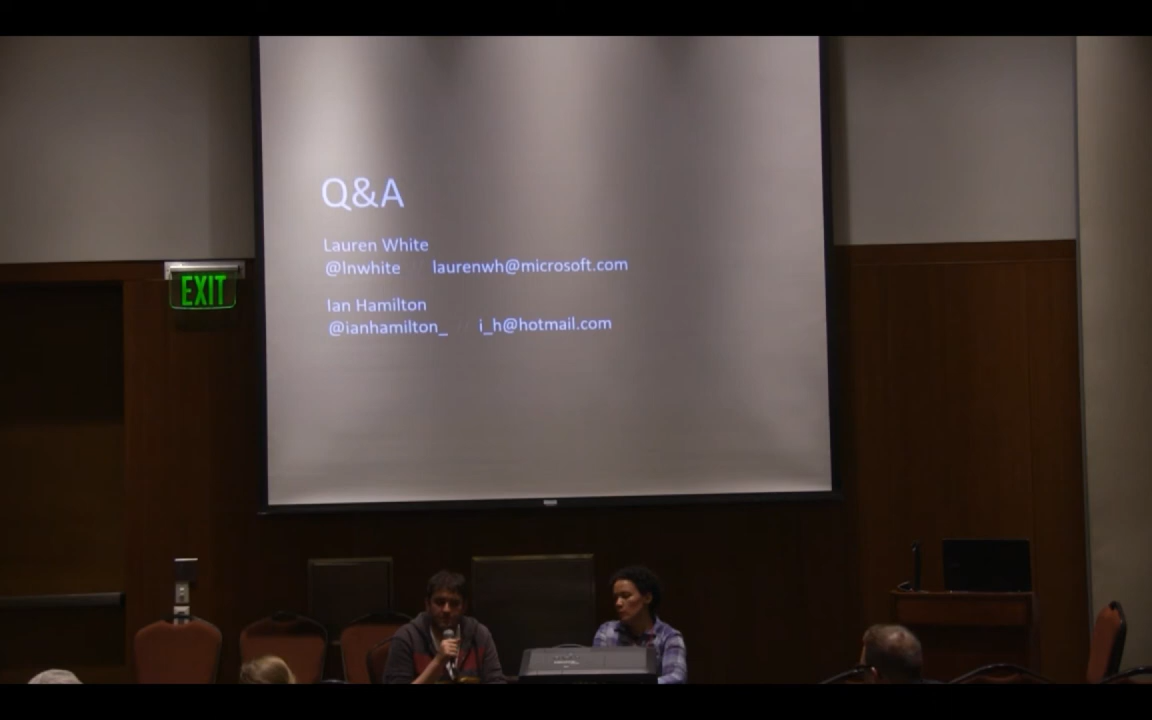 Q&A
Lauren White
@lnwhite // laurenwh@microsoft.com
Ian Hamilton
@ianhamilton_ // i_h@hotmail.com
EXIT